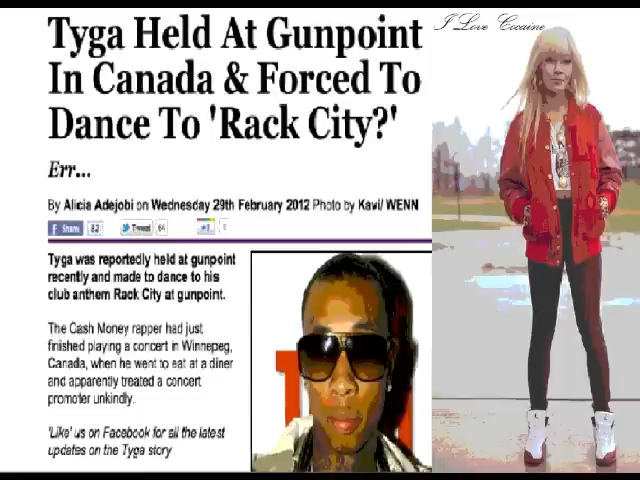 Tyga Held At Gunpoint
In Canada & Forced To
Dance To 'Rack City?'
I Love Cocaine
Err...
By Alicia Adejobi on Wednesday 29th February 2012 Photo by Kawi/ WENN
Share 82 Tweet 64 +1
Tyga was reportedly held at gunpoint
recently and made to dance to his
club anthem Rack City at gunpoint.
The Cash Money rapper had just
finished playing a concert in Winnepeg,
Canada, when he went to eat at a diner
and apparently treated a concert
promoter unkindly.
'Like' us on Facebook for all the latest
updates on the Tyga story